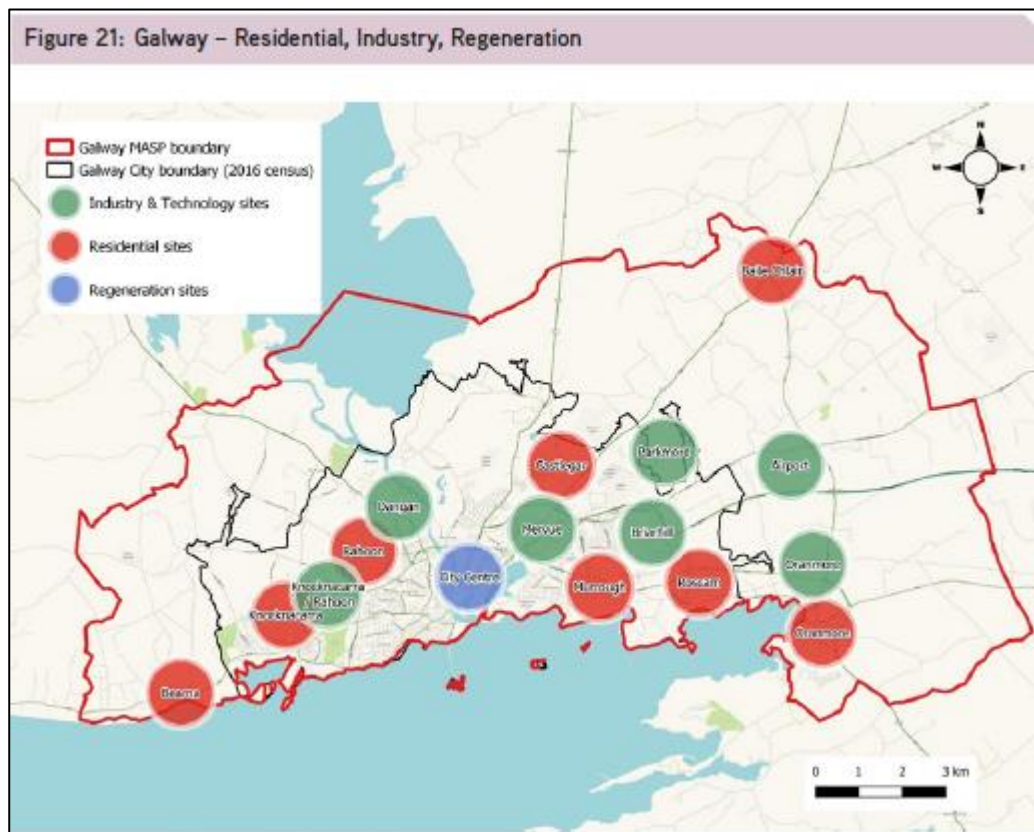 Figure 21: Galway – Residential, Industry, Regeneration
Galway MASP boundary
Galway City boundary (2016 census)
Industry & Technology sites
Residential sites
Regeneration sites
N
W E
S
Baile Chláir
Castlegar
Parkmore
Airport
Dangan
Mervue
Briarhill
Rahoon
City Centre
Oranmore
Knocknacarra
/ Rahoon
Murrough
Roscam
Knocknacarra
Oranmore
Bearna
0 1 2 3 km